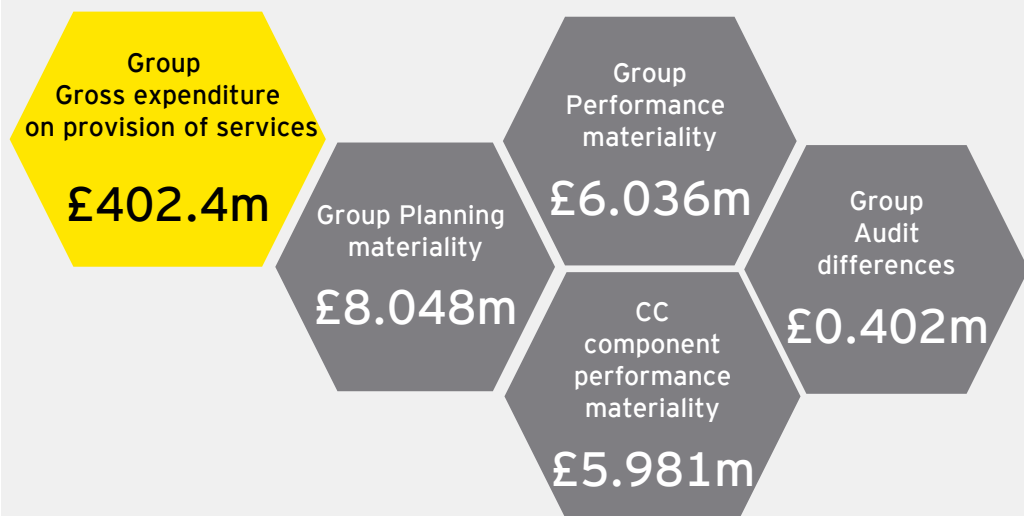 Group
Gross expenditure
on provision of services
£402.4m
Group Planning
materiality
£8.048m
Group
Performance
materiality
£6.036m
CC
component
performance
materiality
£5.981m
Group
Audit
differences
£0.402m